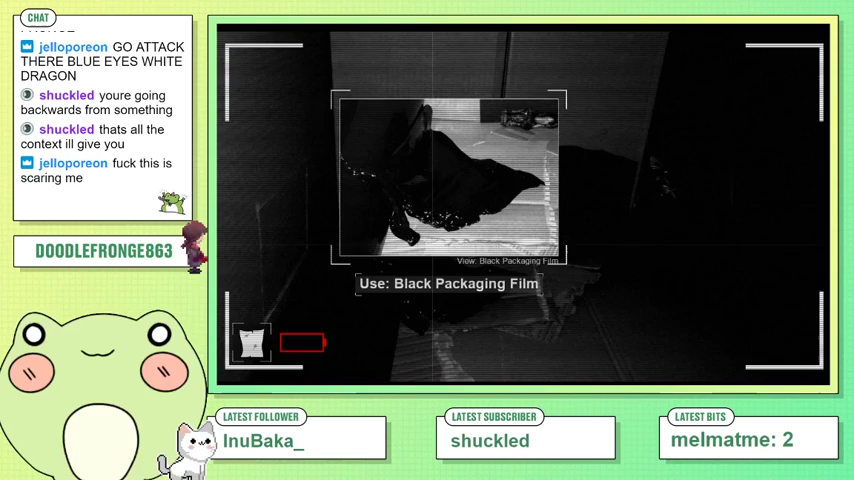 CHAT
jelloporeon GO ATTACK
THERE BLUE EYES WHITE
DRAGON
shuckled youre going
backwards from something
shuckled thats all the
context ill give you
jelloporeon fuck this is
scaring me
DOODLEFRONGE863
View: Black Packaging Film
Use: Black Packaging Film
LATEST FOLLOWER
InuBaka_
LATEST SUBSCRIBER
shuckled
LATEST BITS
melmatme: 2